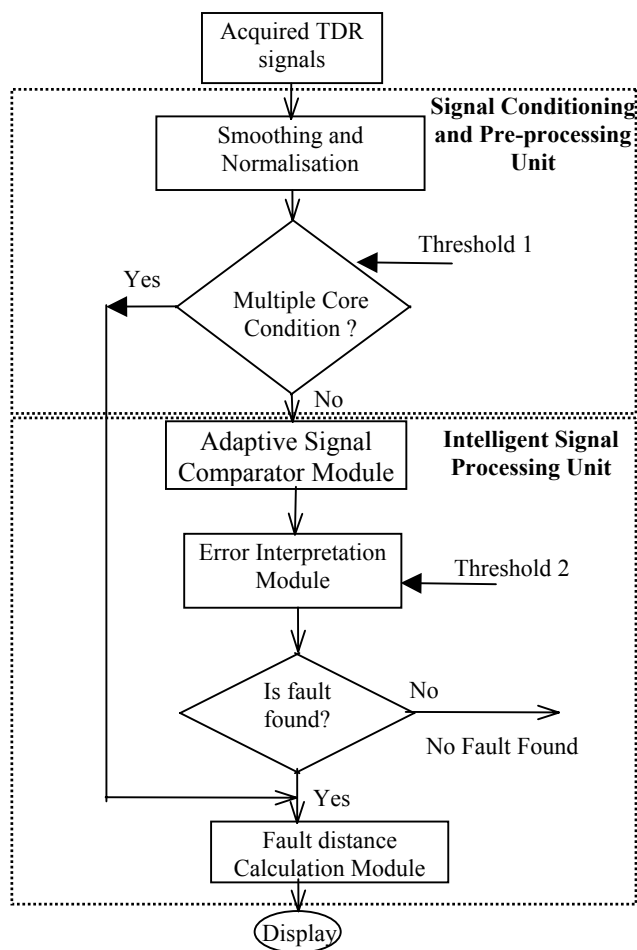 Acquired TDR
signals
Signal Conditioning
and Pre-processing
Unit
Smoothing and
Normalisation
Threshold 1
Yes
Multiple Core
Condition ?
No
Adaptive Signal
Comparator Module
Intelligent Signal
Processing Unit
Error Interpretation
Module
Threshold 2
Is fault
found?
No
No Fault Found
Yes
Fault distance
Calculation Module
Display